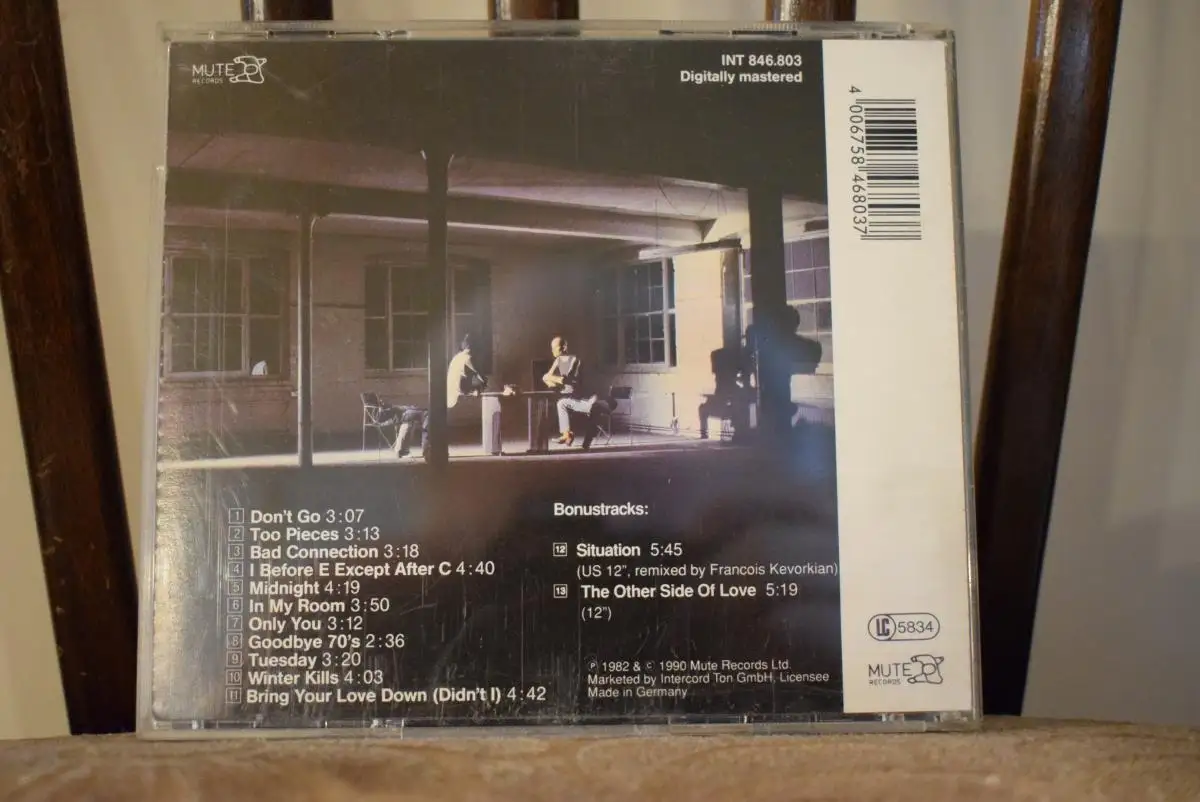 MUTE
RECORDS
INT 846.803
Digitally mastered
4 006758 468037
1 Don't Go 3:07
2 Too Pieces 3:13
3 Bad Connection 3:18
4 I Before E Except After C 4:40
5 Midnight 4:19
6 In My Room 3:50
7 Only You 3:12
8 Goodbye 70's 2:36
9 Tuesday 3:20
10 Winter Kills 4:03
11 Bring Your Love Down (Didn't I) 4:42
Bonustracks:
12 Situation 5:45
(US 12", remixed by Francois Kevorkian)
13 The Other Side Of Love 5:19
(12")
℗ 1982 & © 1990 Mute Records Ltd.
Marketed by Intercord Ton GmbH, Licensee
Made in Germany
LC 5834
MUTE
RECORDS